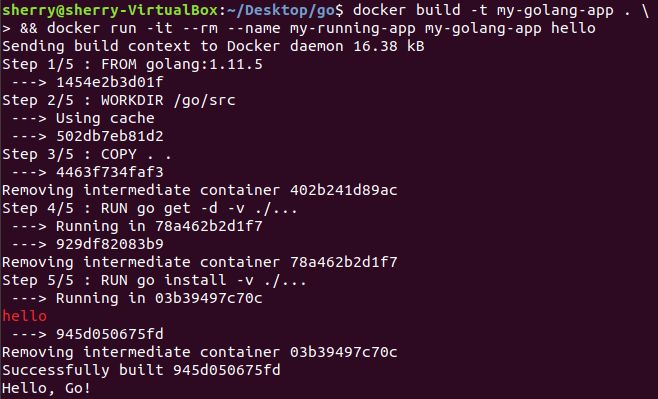 sherry@sherry-VirtualBox:~/Desktop/go$ docker build -t my-golang-app . \
> && docker run -it --rm --name my-running-app my-golang-app hello
Sending build context to Docker daemon 16.38 kB
Step 1/5 : FROM golang:1.11.5
 ---> 1454e2b3d01f
Step 2/5 : WORKDIR /go/src
 ---> Using cache
 ---> 502db7eb81d2
Step 3/5 : COPY . .
 ---> 4463f734faf3
Removing intermediate container 402b241d89ac
Step 4/5 : RUN go get -d -v ./...
 ---> Running in 78a462b2d1f7
 ---> 929df82083b9
Removing intermediate container 78a462b2d1f7
Step 5/5 : RUN go install -v ./...
 ---> Running in 03b39497c70c
hello
 ---> 945d050675fd
Removing intermediate container 03b39497c70c
Successfully built 945d050675fd
Hello, Go!